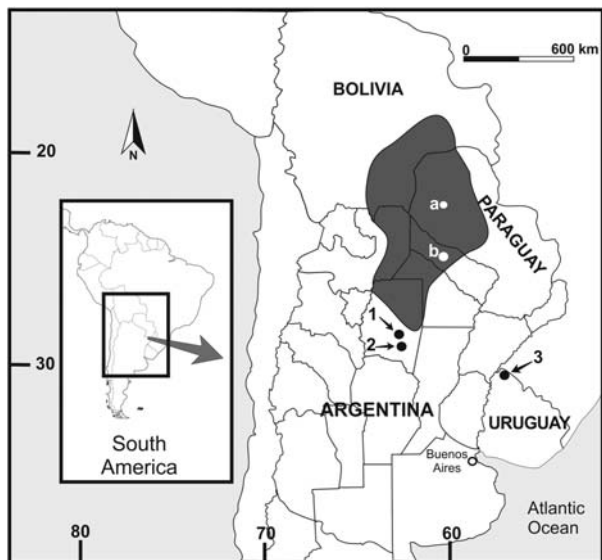 0 600 km
BOLIVIA
20
N
a
PARAGUAY
b
1
2
30
3
ARGENTINA
URUGUAY
South
America
Buenos
Aires
Atlantic
Ocean
80
70
60